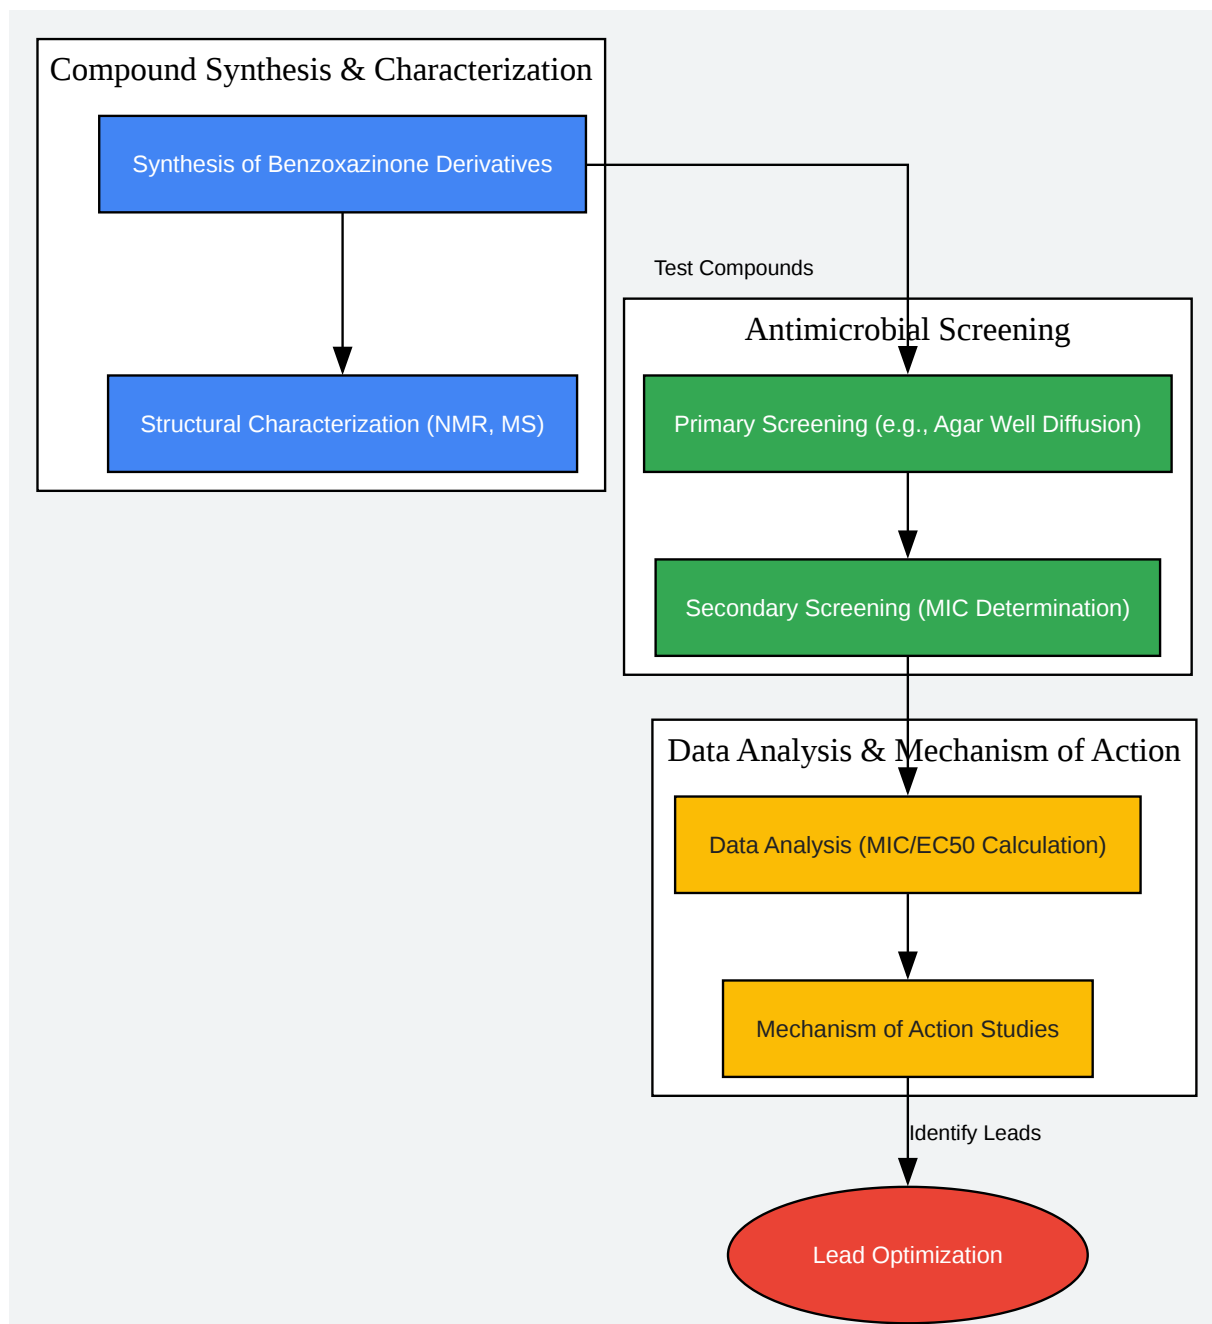 Compound Synthesis & Characterization
Synthesis of Benzoxazinone Derivatives
Structural Characterization (NMR, MS)
Test Compounds
Antimicrobial Screening
Primary Screening (e.g., Agar Well Diffusion)
Secondary Screening (MIC Determination)
Data Analysis & Mechanism of Action
Data Analysis (MIC/EC50 Calculation)
Mechanism of Action Studies
Identify Leads
Lead Optimization